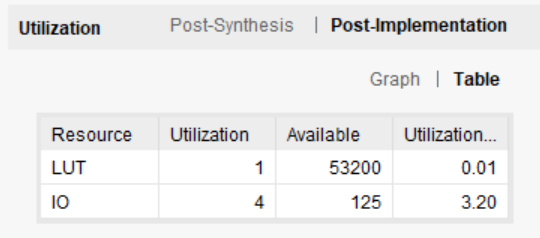 Utilization Post-Synthesis | Post-Implementation
Graph | Table
Resource Utilization Available Utilization...
LUT 1 53200 0.01
IO 4 125 3.20